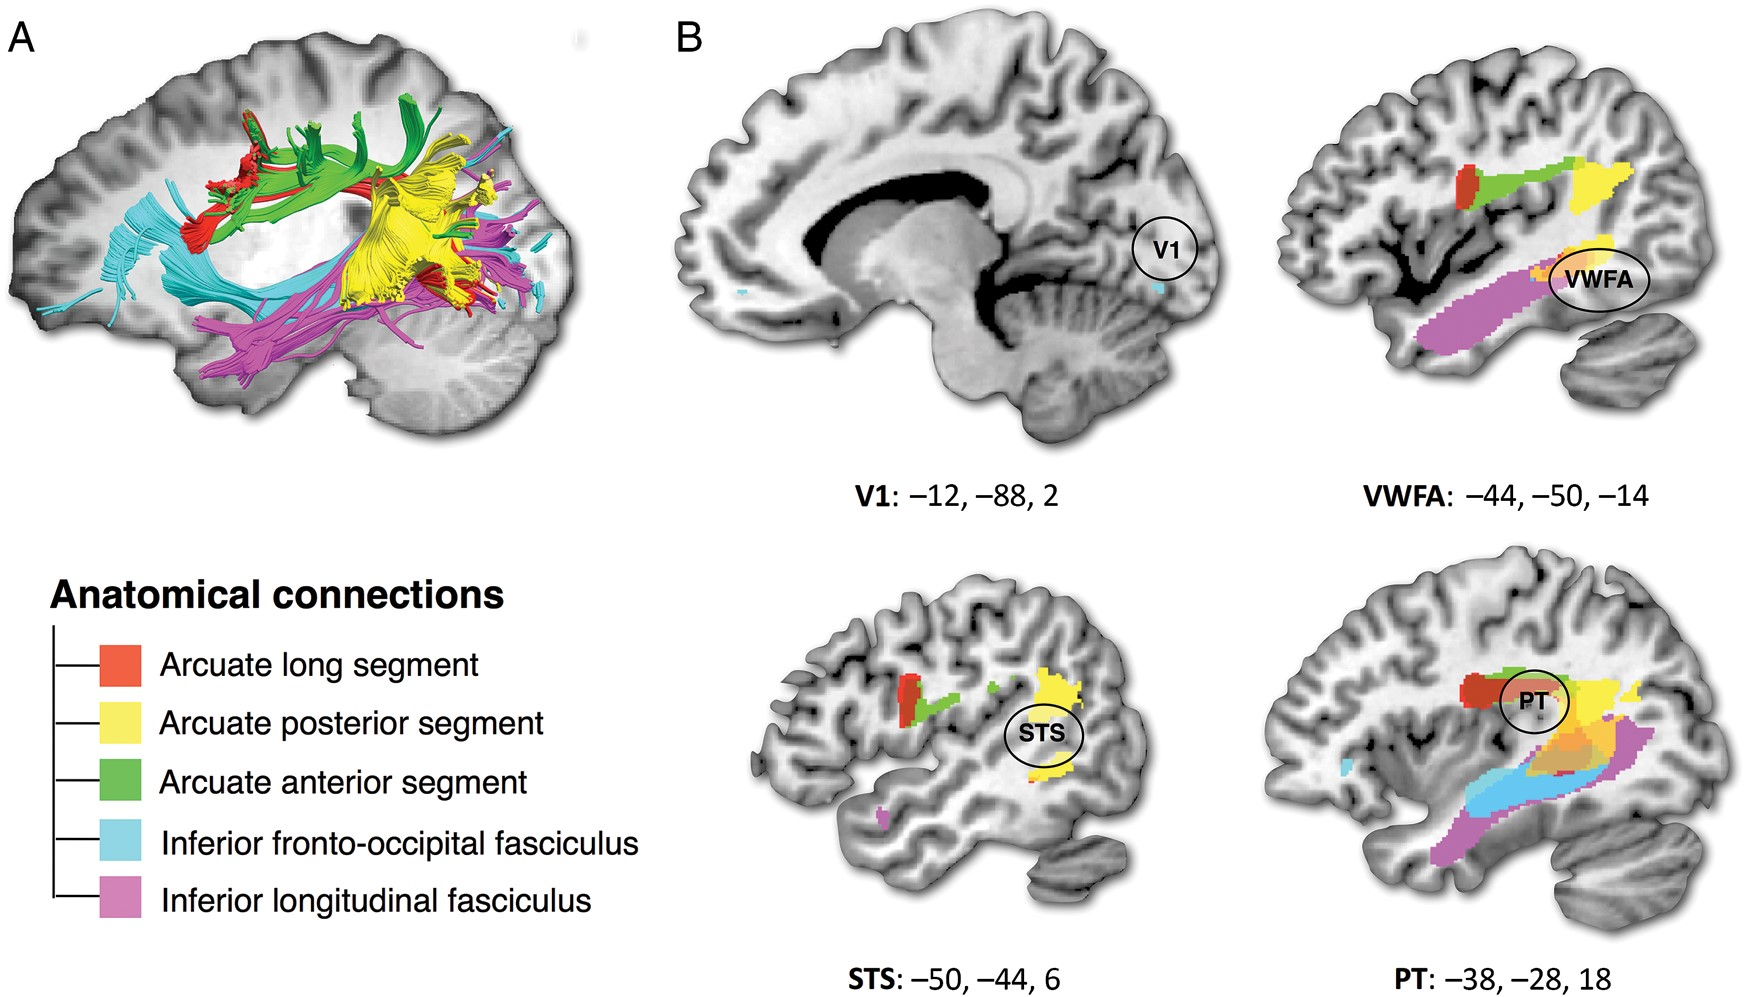 A
B
V1
VWFA
V1: –12, –88, 2
VWFA: –44, –50, –14
Anatomical connections
Arcuate long segment
Arcuate posterior segment
Arcuate anterior segment
Inferior fronto-occipital fasciculus
Inferior longitudinal fasciculus
STS
PT
STS: –50, –44, 6
PT: –38, –28, 18